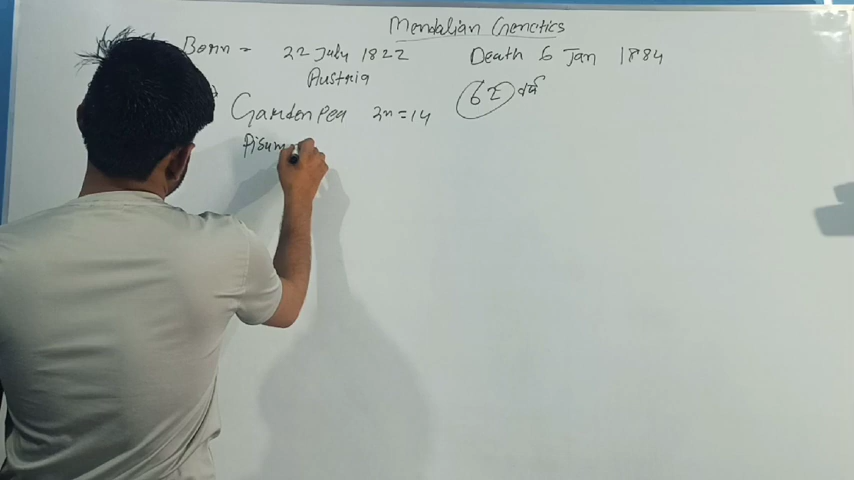 Mendalian Genetics
Born = 22 July 1822 Death 6 Jan 1884
Austria
Garden Pea 2n = 14 62 वर्ष
Pisum